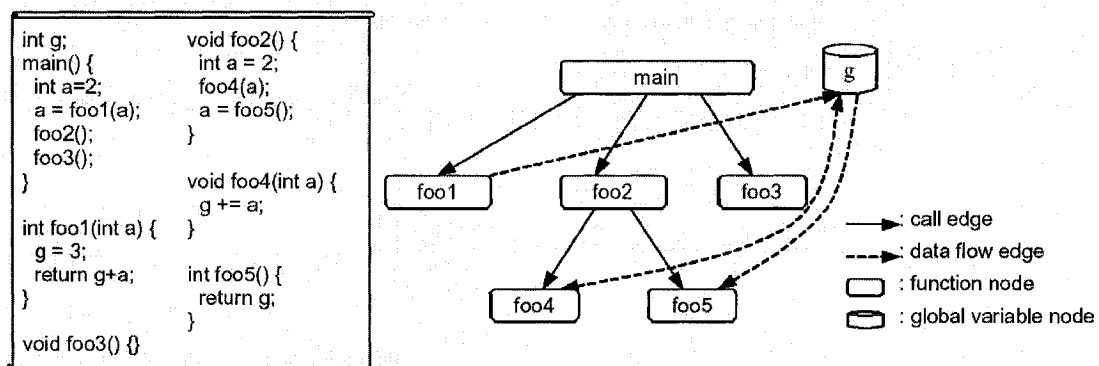 int g;
main() {
int a=2;
a = foo1(a);
foo2();
foo3();
}
int foo1(int a) {
g = 3;
return g+a;
}
void foo3() {}
void foo2() {
int a = 2;
foo4(a);
a = foo5();
}
void foo4(int a) {
g += a;
}
int foo5() {
return g;
}
main
g
foo1
foo2
foo3
foo4
foo5
: call edge
: data flow edge
: function node
: global variable node